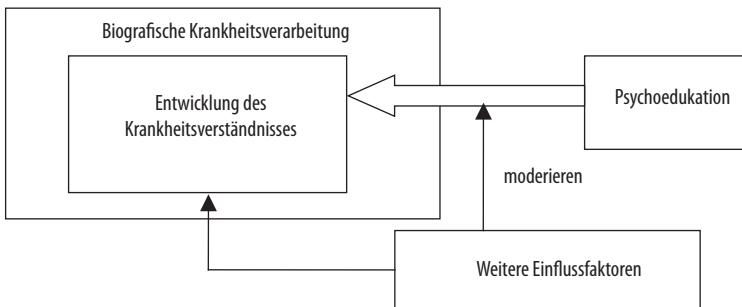 Biografische Krankheitsverarbeitung
Entwicklung des
Krankheitsverständnisses
Psychoedukation
moderieren
Weitere Einflussfaktoren